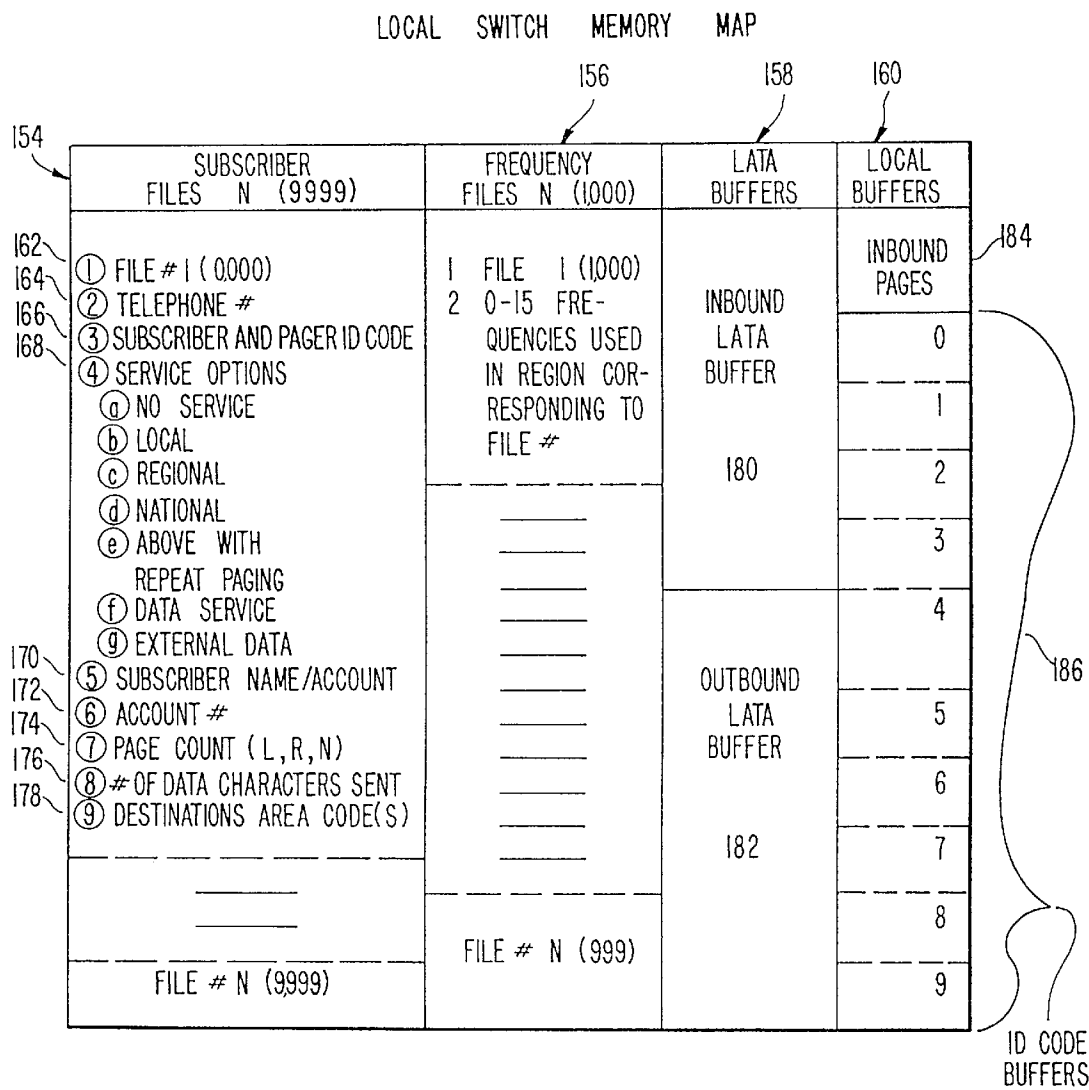 LOCAL SWITCH MEMORY MAP
156
158
160
154
SUBSCRIBER
FILES N (9999)
FREQUENCY
FILES N (1,000)
LATA
BUFFERS
LOCAL
BUFFERS
162
164
166
168
① FILE # 1 (0,000)
② TELEPHONE #
③ SUBSCRIBER AND PAGER ID CODE
④ SERVICE OPTIONS
ⓐ NO SERVICE
ⓑ LOCAL
ⓒ REGIONAL
ⓓ NATIONAL
ⓔ ABOVE WITH
REPEAT PAGING
ⓕ DATA SERVICE
ⓖ EXTERNAL DATA
170
172
174
176
178
⑤ SUBSCRIBER NAME/ACCOUNT
⑥ ACCOUNT #
⑦ PAGE COUNT (L,R,N)
⑧ # OF DATA CHARACTERS SENT
⑨ DESTINATIONS AREA CODE(S)
FILE # N (9,999)
1 FILE 1 (1,000)
2 0-15 FRE-
QUENCIES USED
IN REGION COR-
RESPONDING TO
FILE #
FILE # N (999)
INBOUND
LATA
BUFFER
180
OUTBOUND
LATA
BUFFER
182
INBOUND
PAGES
184
0
1
2
3
4
5
6
7
8
9
186
ID CODE
BUFFERS